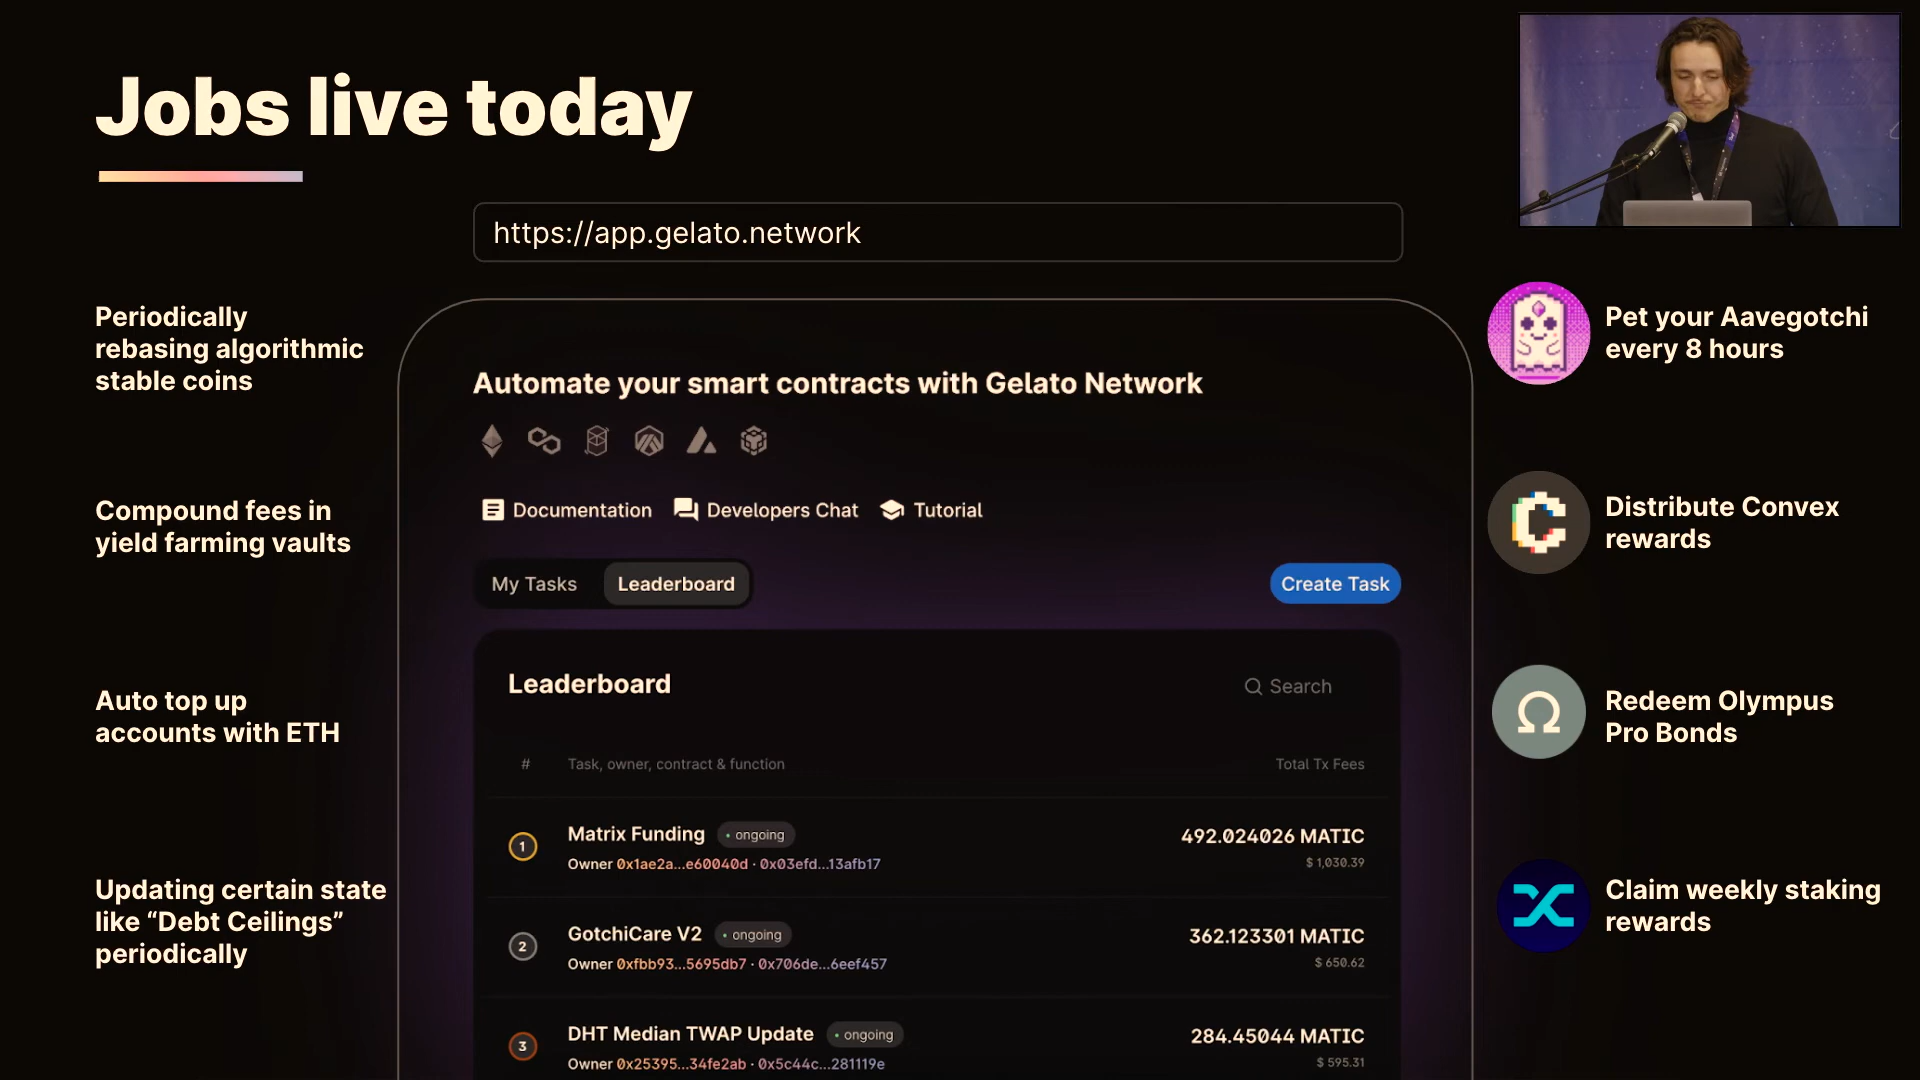 Jobs live today
https://app.gelato.network
Periodically
rebasing algorithmic
stable coins
Compound fees in
yield farming vaults
Auto top up
accounts with ETH
Updating certain state
like “Debt Ceilings”
periodically
Automate your smart contracts with Gelato Network
Documentation
Developers Chat
Tutorial
My Tasks
Leaderboard
Create Task
Leaderboard
Search
# Task, owner, contract & function Total Tx Fees
1 Matrix Funding • ongoing 492.024026 MATIC
Owner 0x1ae2a...e60040d · 0x03efd...13afb17 $ 1,030.39
2 GotchiCare V2 • ongoing 362.123301 MATIC
Owner 0xfbb93...5695db7 · 0x706de...6eef457 $ 650.62
3 DHT Median TWAP Update • ongoing 284.45044 MATIC
Owner 0x25395...34fe2ab · 0x5c44c...281119e $ 595.31
Pet your Aavegotchi
every 8 hours
Distribute Convex
rewards
Redeem Olympus
Pro Bonds
Claim weekly staking
rewards